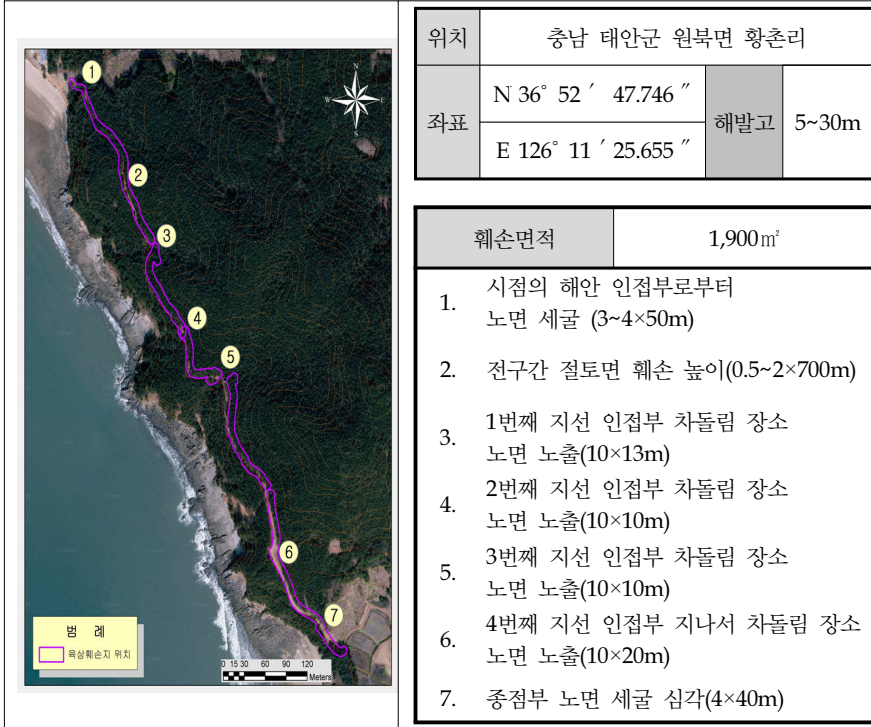 1
2
3
4
5
6
7
N
W
E
S
범 례
육상훼손지 위치
0 15 30 60 90 120
Meters
위치 충남 태안군 원북면 황촌리
좌표 N 36° 52 ′ 47.746 ″ 해발고 5~30m
E 126° 11 ′ 25.655 ″
훼손면적 1,900㎡
1. 시점의 해안 인접부로부터
노면 세굴 (3~4×50m)
2. 전구간 절토면 훼손 높이(0.5~2×700m)
3. 1번째 지선 인접부 차돌림 장소
노면 노출(10×13m)
4. 2번째 지선 인접부 차돌림 장소
노면 노출(10×10m)
5. 3번째 지선 인접부 차돌림 장소
노면 노출(10×10m)
6. 4번째 지선 인접부 지나서 차돌림 장소
노면 노출(10×20m)
7. 종점부 노면 세굴 심각(4×40m)